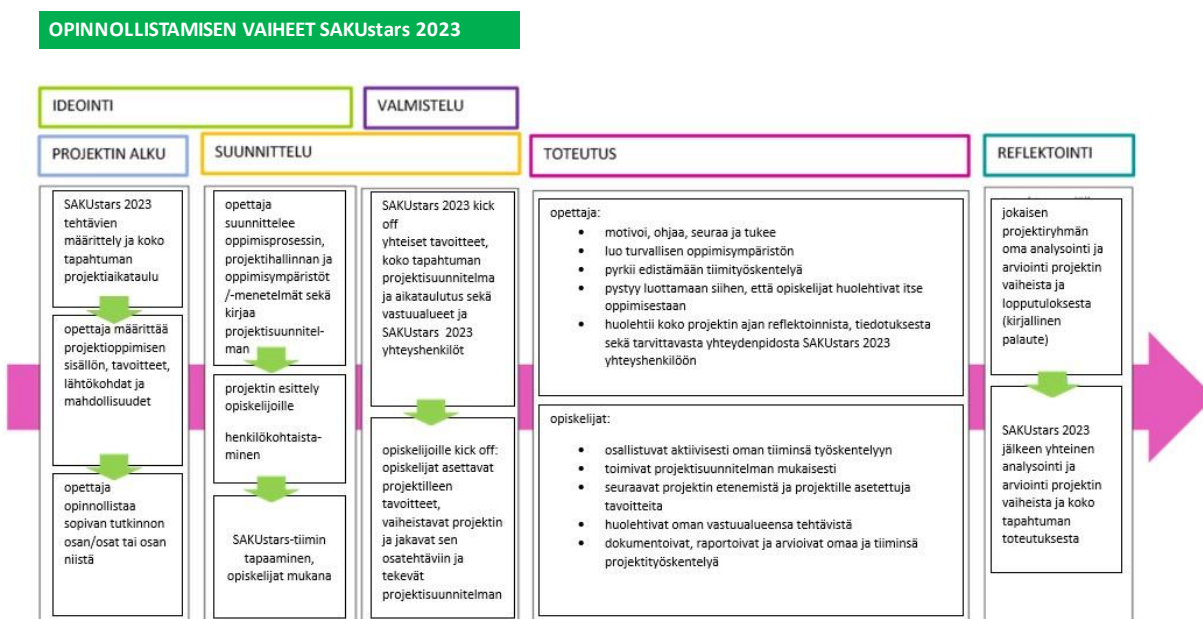 OPINNOLLISTAMISEN VAIHEET SAKUstars 2023
IDEOINTI
VALMISTELU
PROJEKTIN ALKU
SUUNNITTELU
TOTEUTUS
REFLEKTOINTI
SAKUstars 2023
tehtävien
määrittely ja koko
tapahtuman
projektiaikataulu
opettaja määrittää
projektioppimisen
sisällön, tavoitteet,
lähtökohdat ja
mahdollisuudet
opettaja
opinnollistaa
sopivan tutkinnon
osan/osat tai osan
niistä
opettaja
suunnittelee
oppimisprosessin,
projektihallinnan ja
oppimisympäristöt
/-menetelmät sekä
kirjaa
projektisuunnitel-
man
projektin esittely
opiskelijoille
henkilökohtaista-
minen
SAKUstars-tiimin
tapaaminen,
opiskelijat mukana
SAKUstars 2023 kick
off
yhteiset tavoitteet,
koko tapahtuman
projektisuunnitelma
ja aikataulutus sekä
vastuualueet ja
SAKUstars 2023
yhteyshenkilöt
opiskelijoille kick off:
opiskelijat asettavat
projektilleen
tavoitteet,
vaiheistavat projektin
ja jakavat sen
osatehtäviin ja
tekevät
projektisuunnitelman
opettaja:
• motivoi, ohjaa, seuraa ja tukee
• luo turvallisen oppimisympäristön
• pyrkii edistämään tiimityöskentelyä
• pystyy luottamaan siihen, että opiskelijat huolehtivat itse
oppimisestaan
• huolehtii koko projektin ajan reflektoinnista, tiedotuksesta
sekä tarvittavasta yhteydenpidosta SAKUstars 2023
yhteyshenkilöön
opiskelijat:
• osallistuvat aktiivisesti oman tiiminsä työskentelyyn
• toimivat projektisuunnitelman mukaisesti
• seuraavat projektin etenemistä ja projektille asetettuja
tavoitteita
• huolehtivat oman vastuualueensa tehtävistä
• dokumentoivat, raportoivat ja arvioivat omaa ja tiiminsä
projektityöskentelyä
jokaisen
projektiryhmän
oma analysointi ja
arviointi projektin
vaiheista ja
lopputuloksesta
(kirjallinen
palaute)
SAKUstars 2023
jälkeen yhteinen
analysointi ja
arviointi projektin
vaiheista ja koko
tapahtuman
toteutuksesta